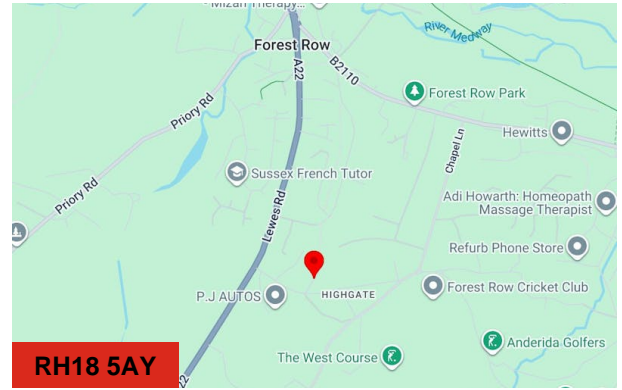 Mizan Therapy...
River Medway
Forest Row
A22
B2110
Forest Row Park
Priory Rd
Hewitts
Chapel Ln
Sussex French Tutor
Priory Rd
Adi Howarth: Homeopath
Massage Therapist
Lewes Rd
Refurb Phone Store
P.J AUTOS
HIGHGATE
Forest Row Cricket Club
Anderida Golfers
The West Course
RH18 5AY